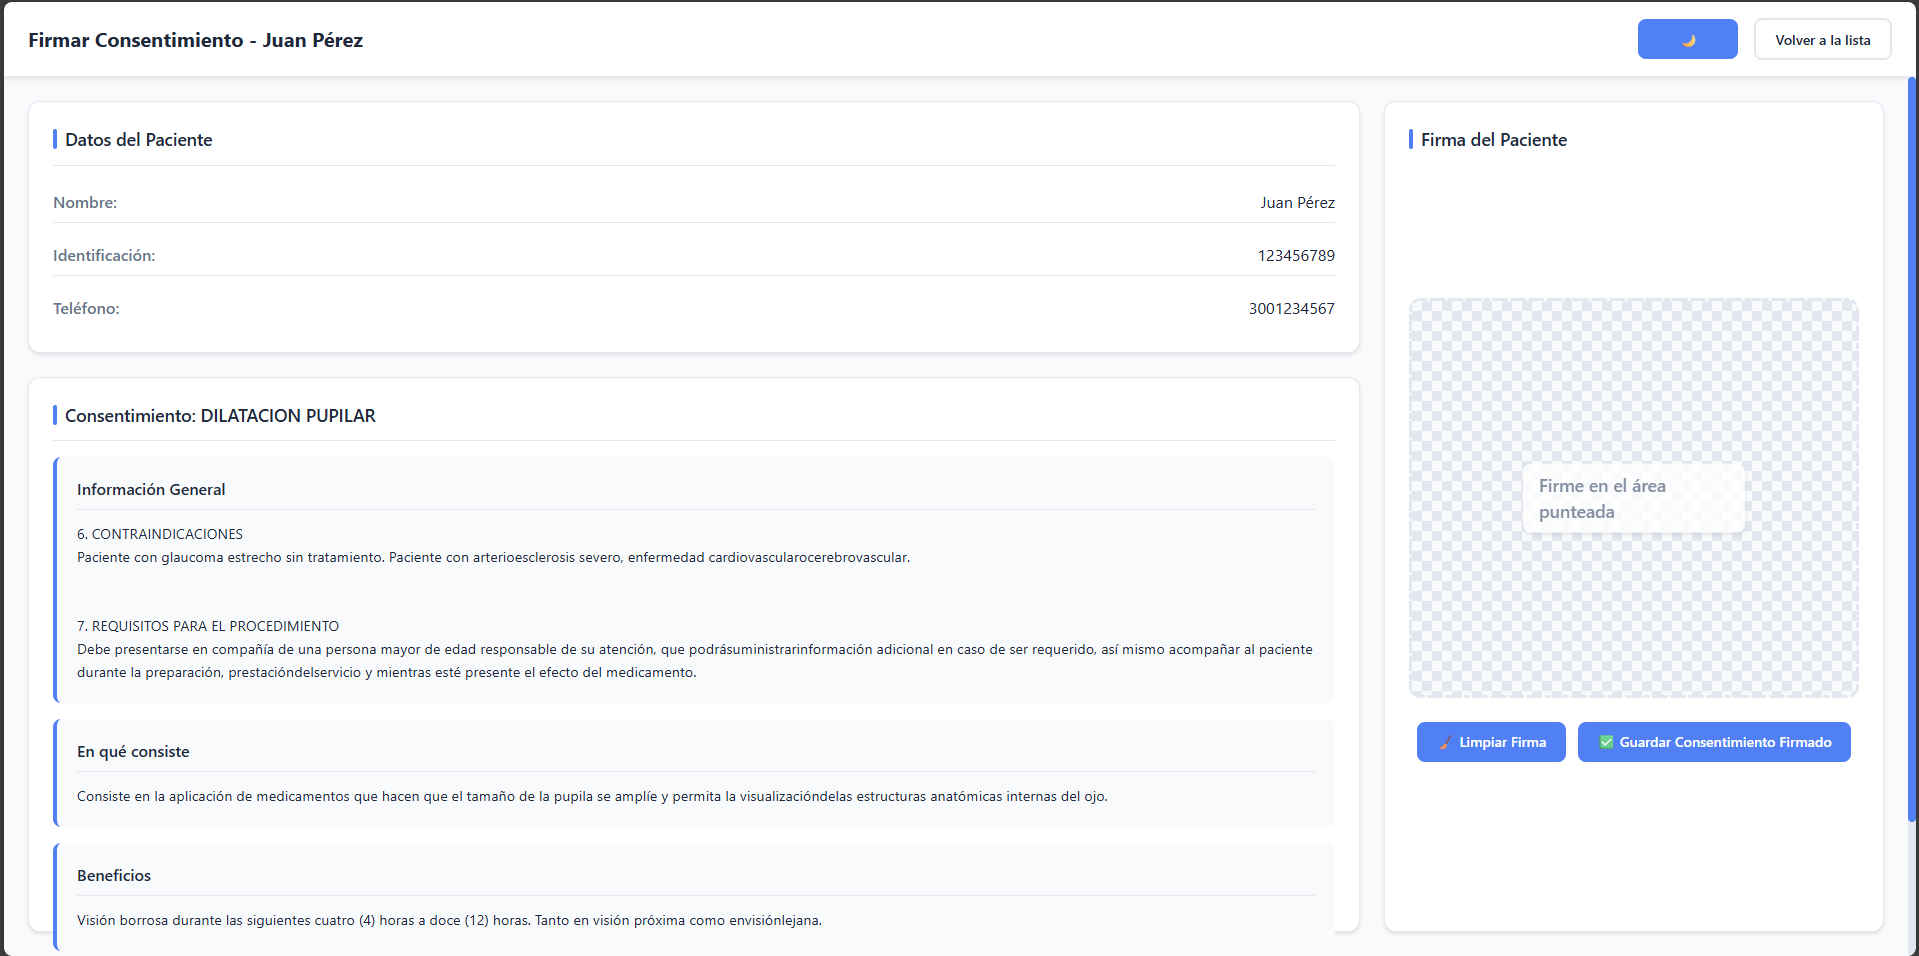 Firmar Consentimiento - Juan Pérez
Volver a la lista
Datos del Paciente
Nombre:
Juan Pérez
Identificación:
123456789
Teléfono:
3001234567
Consentimiento: DILATACION PUPILAR
Información General
6. CONTRAINDICACIONES
Paciente con glaucoma estrecho sin tratamiento. Paciente con arterioesclerosis severo, enfermedad cardiovascularocerebrovascular.
7. REQUISITOS PARA EL PROCEDIMIENTO
Debe presentarse en compañía de una persona mayor de edad responsable de su atención, que podrásuministrarinformación adicional en caso de ser requerido, así mismo acompañar al paciente
durante la preparación, prestacióndelservicio y mientras esté presente el efecto del medicamento.
En qué consiste
Consiste en la aplicación de medicamentos que hacen que el tamaño de la pupila se amplíe y permita la visualizacióndelas estructuras anatómicas internas del ojo.
Beneficios
Visión borrosa durante las siguientes cuatro (4) horas a doce (12) horas. Tanto en visión próxima como envisiónlejana.
Firma del Paciente
Firme en el área
punteada
Limpiar Firma
Guardar Consentimiento Firmado